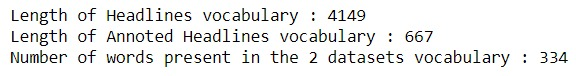 Length of Headlines vocabulary : 4149
Length of Annoted Headlines vocabulary : 667
Number of words present in the 2 datasets vocabulary : 334